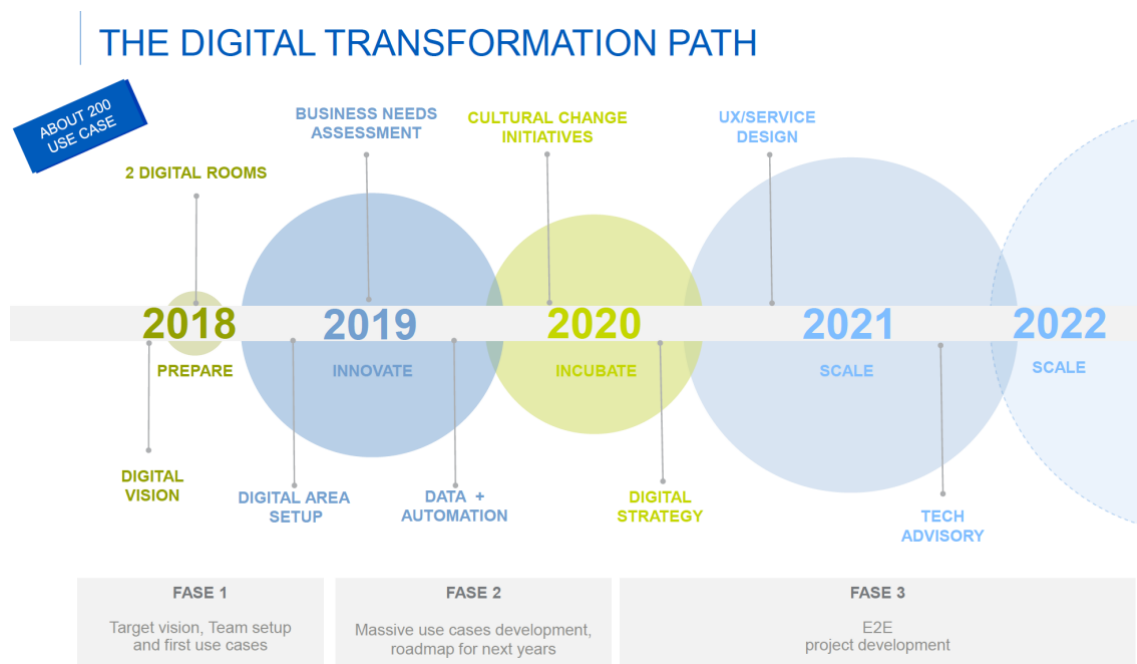 THE DIGITAL TRANSFORMATION PATH
ABOUT 200
USE CASE
2 DIGITAL ROOMS
BUSINESS NEEDS
ASSESSMENT
CULTURAL CHANGE
INITIATIVES
UX/SERVICE
DESIGN
2018
2019
2020
2021
2022
PREPARE
INNOVATE
INCUBATE
SCALE
SCALE
DIGITAL
VISION
DIGITAL AREA
SETUP
DATA +
AUTOMATION
DIGITAL
STRATEGY
TECH
ADVISORY
FASE 1
Target vision, Team setup
and first use cases
FASE 2
Massive use cases development,
roadmap for next years
FASE 3
E2E
project development